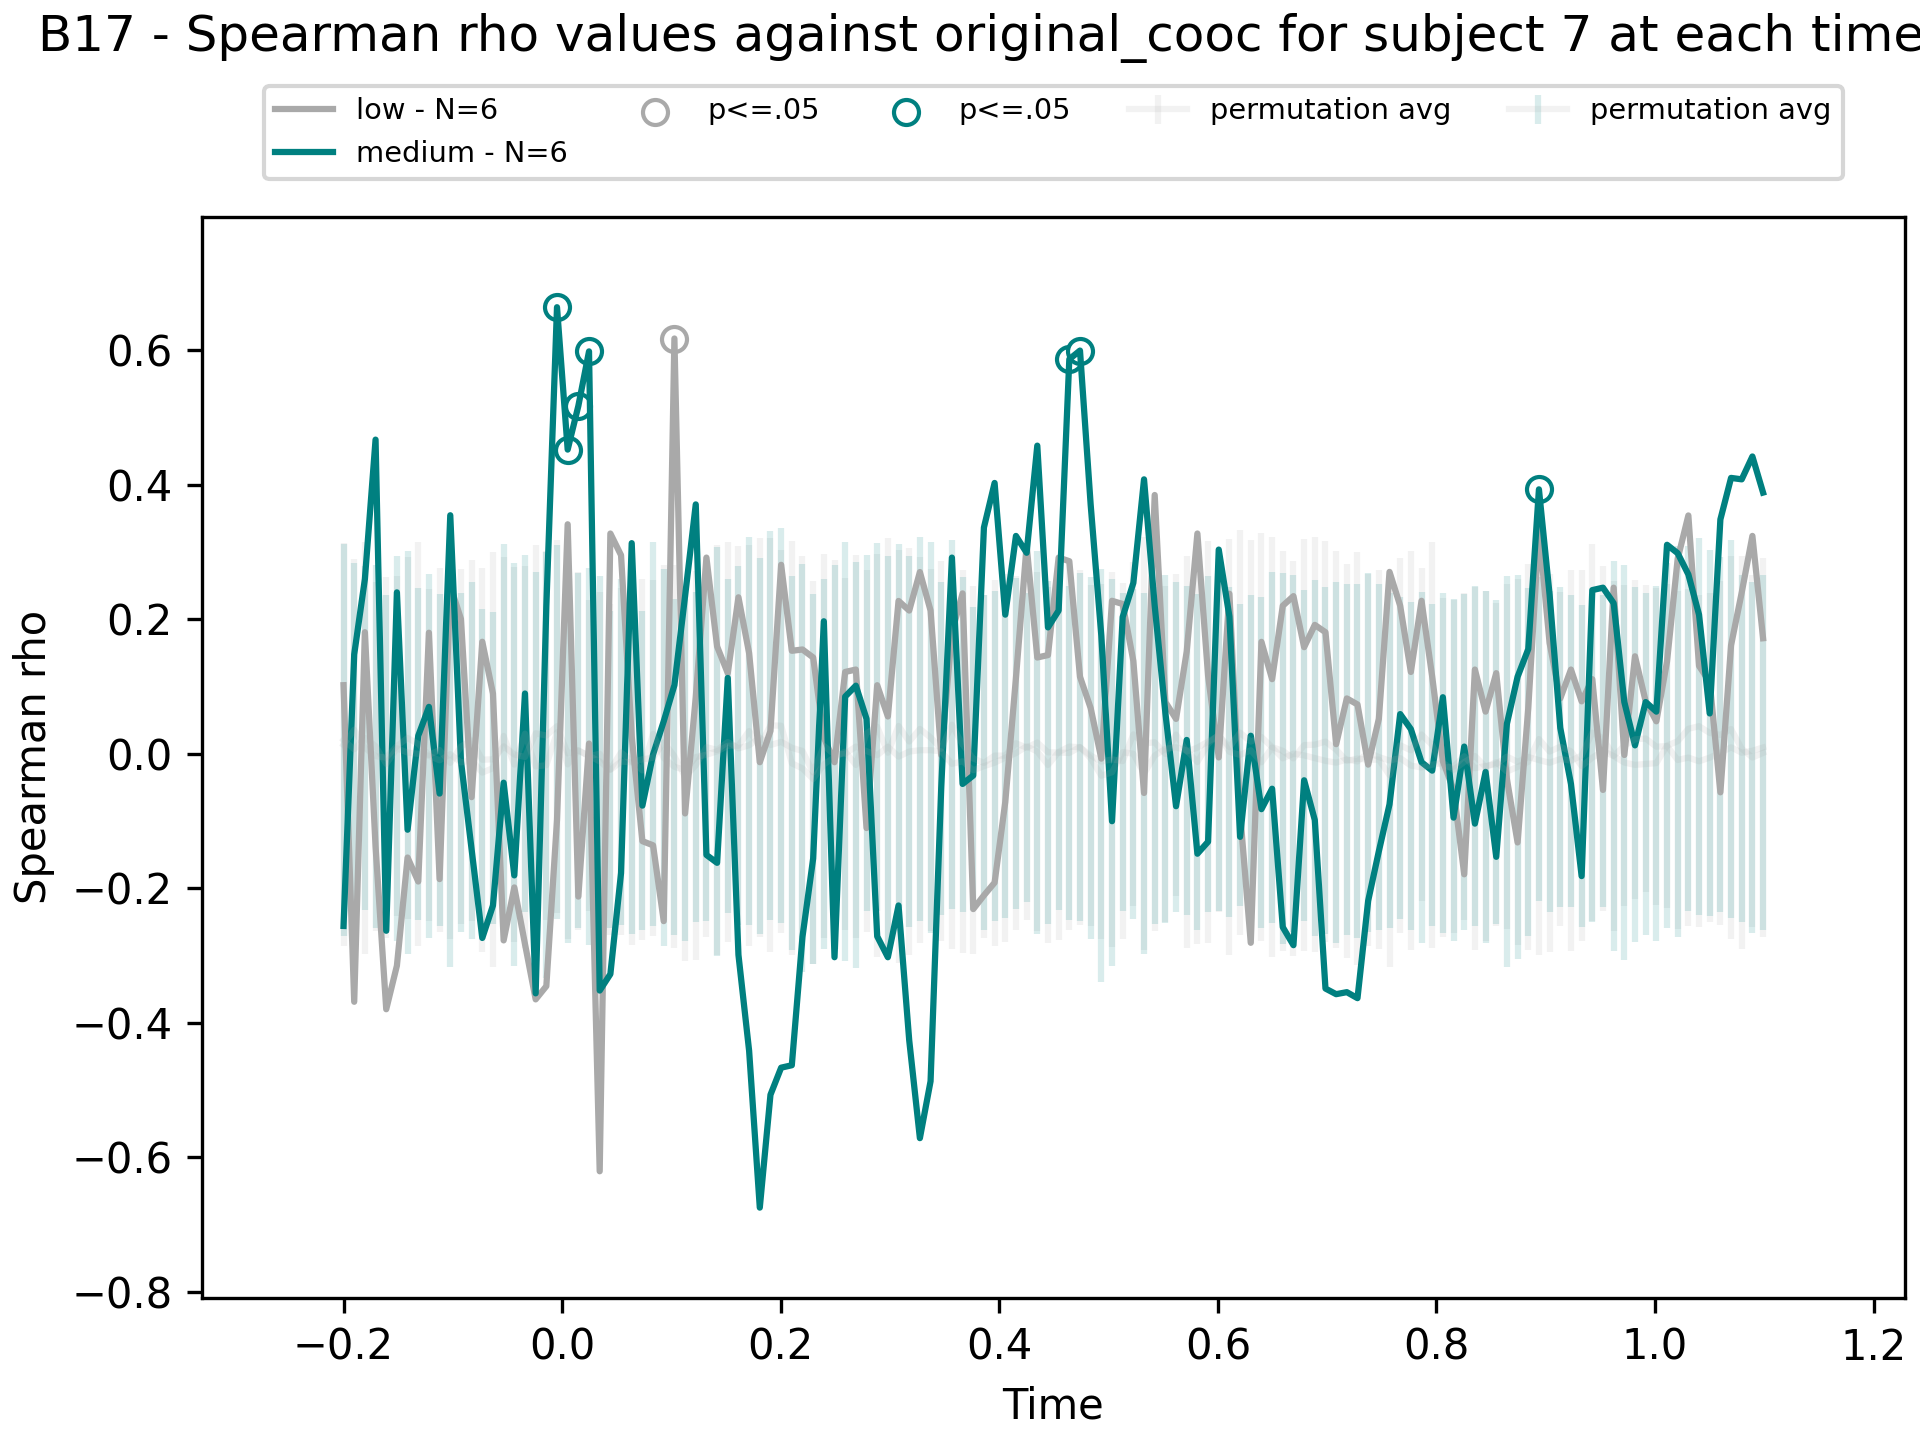 B17 - Spearman rho values against original_cooc for subject 7 at each time
low - N=6
medium - N=6
p<=.05
p<=.05
permutation avg
permutation avg
Spearman rho
0.6
0.4
0.2
0.0
−0.2
−0.4
−0.6
−0.8
−0.2
0.0
0.2
0.4
0.6
0.8
1.0
1.2
Time